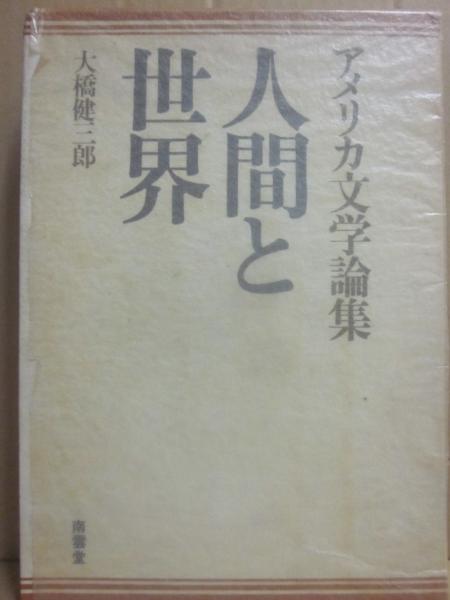 アメリカ文学論集
人間と
世界
大橋健三郎
南雲堂